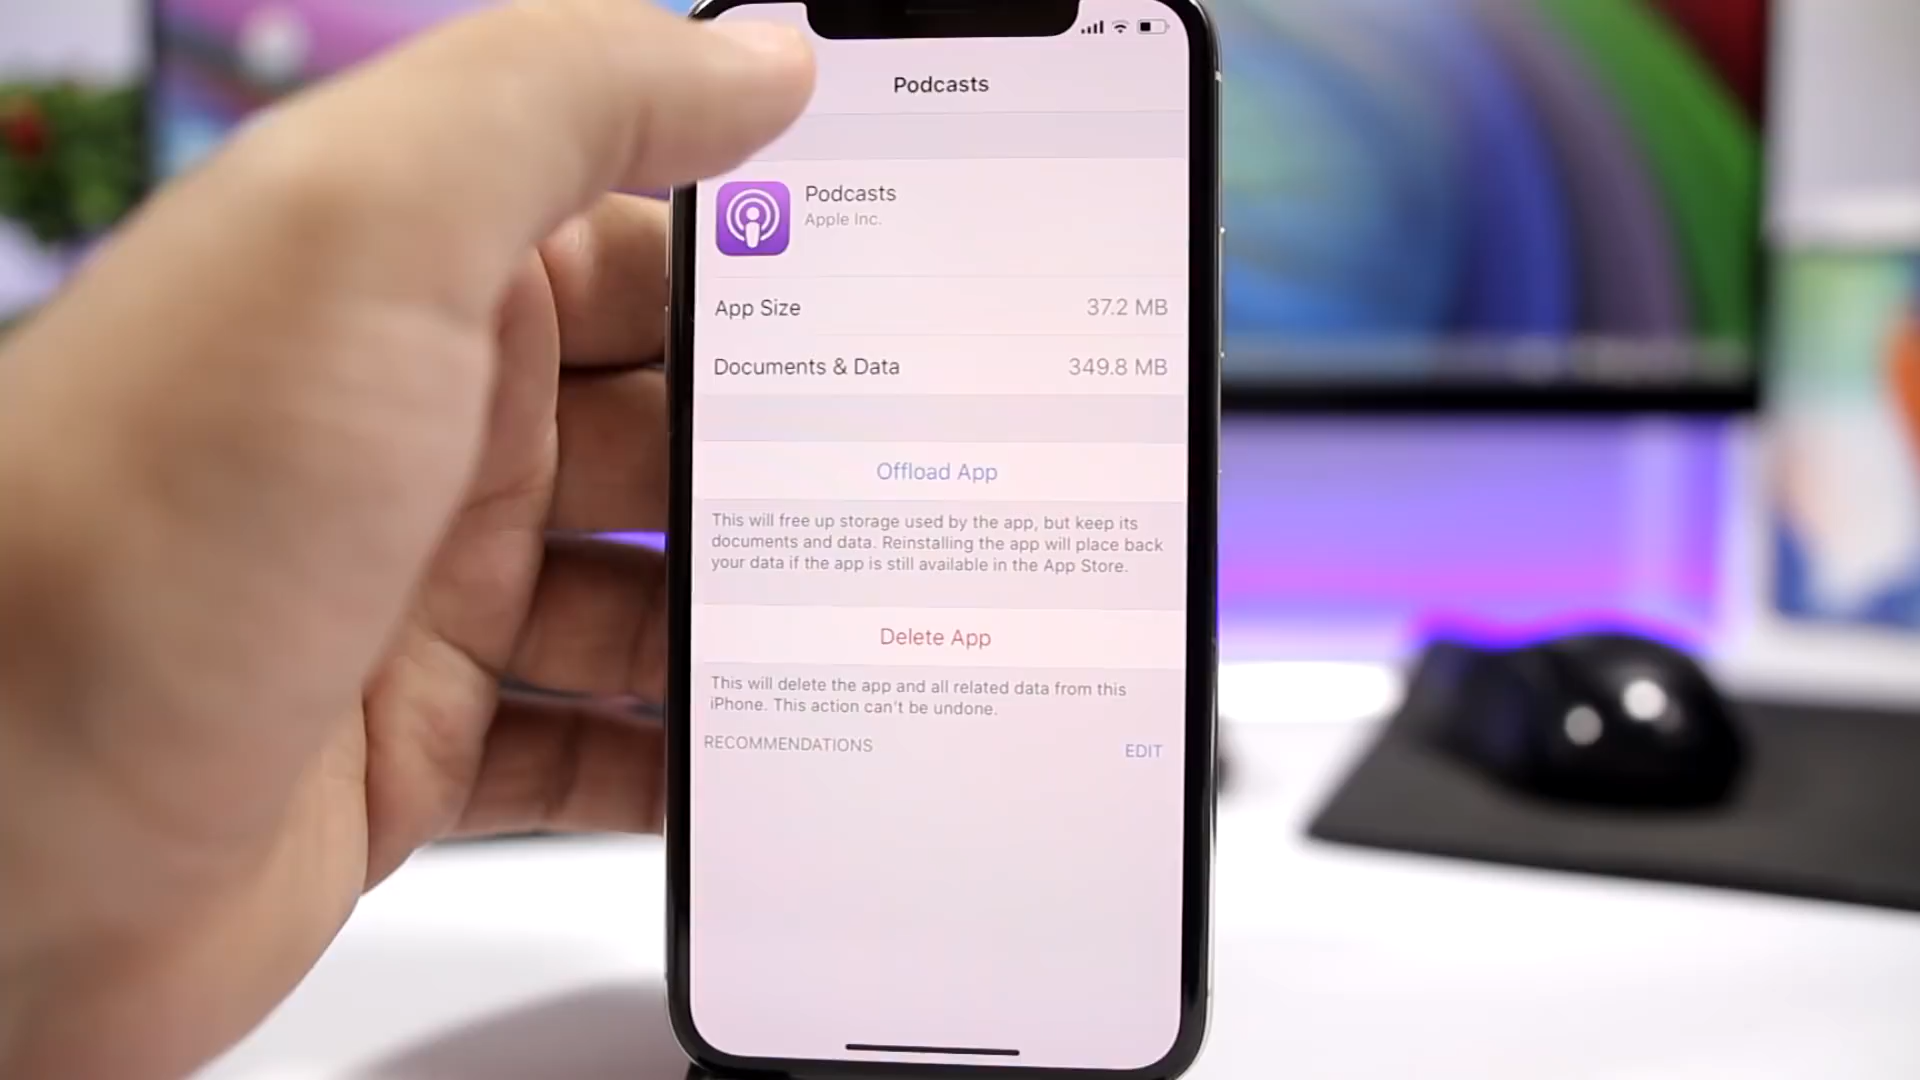 Podcasts
Podcasts
Apple Inc.
App Size 37.2 MB
Documents & Data 349.8 MB
Offload App
This will free up storage used by the app, but keep its
documents and data. Reinstalling the app will place back
your data if the app is still available in the App Store.
Delete App
This will delete the app and all related data from this
iPhone. This action can't be undone.
RECOMMENDATIONS EDIT